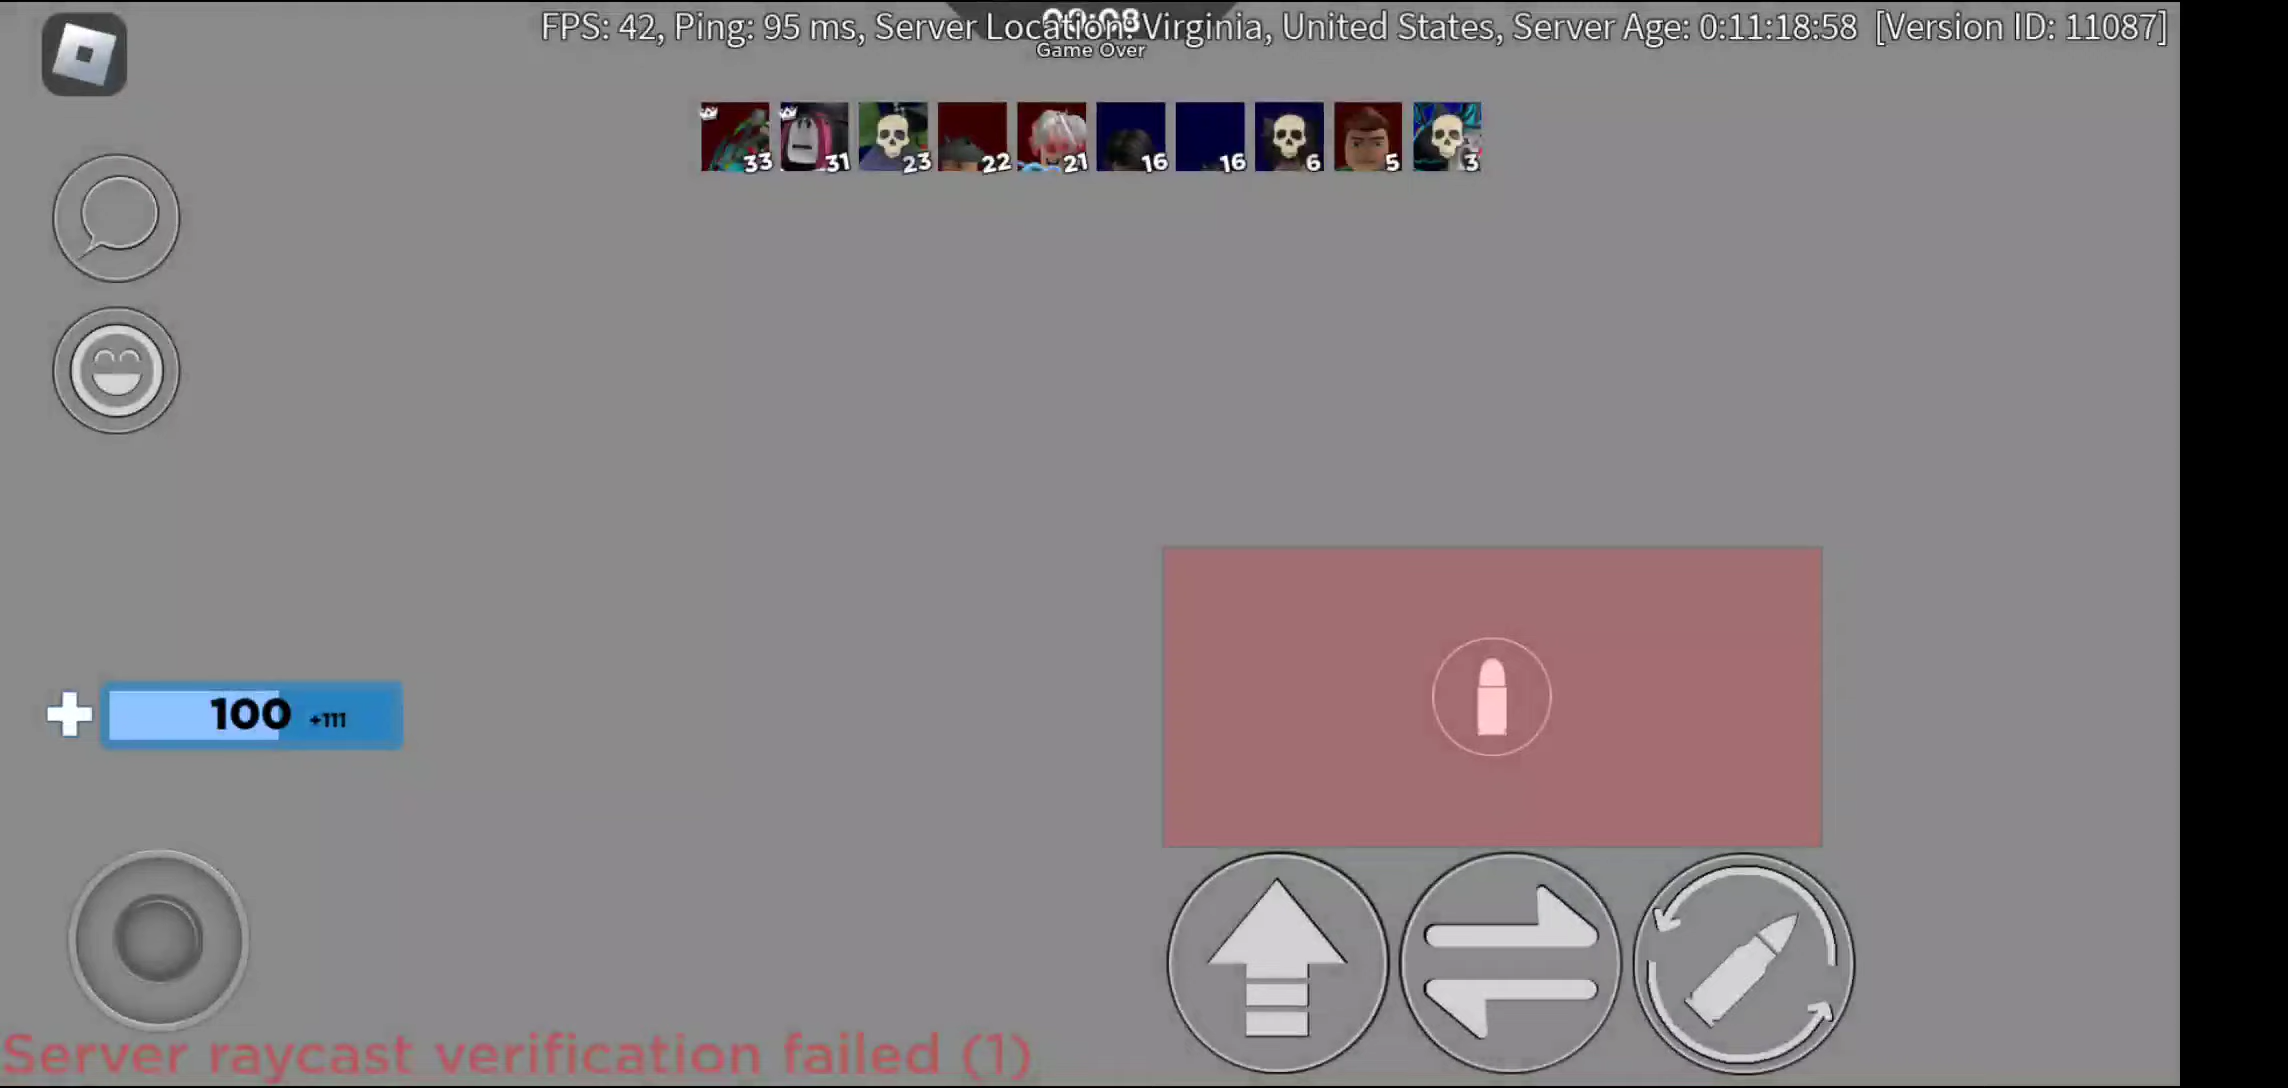 FPS: 42, Ping: 95 ms, Server Location: Virginia, United States, Server Age: 0:11:18:58 [Version ID: 11087]
Game Over
33 31 23 22 21 16 16 6 5 3
100 +111
Server raycast verification failed (1)